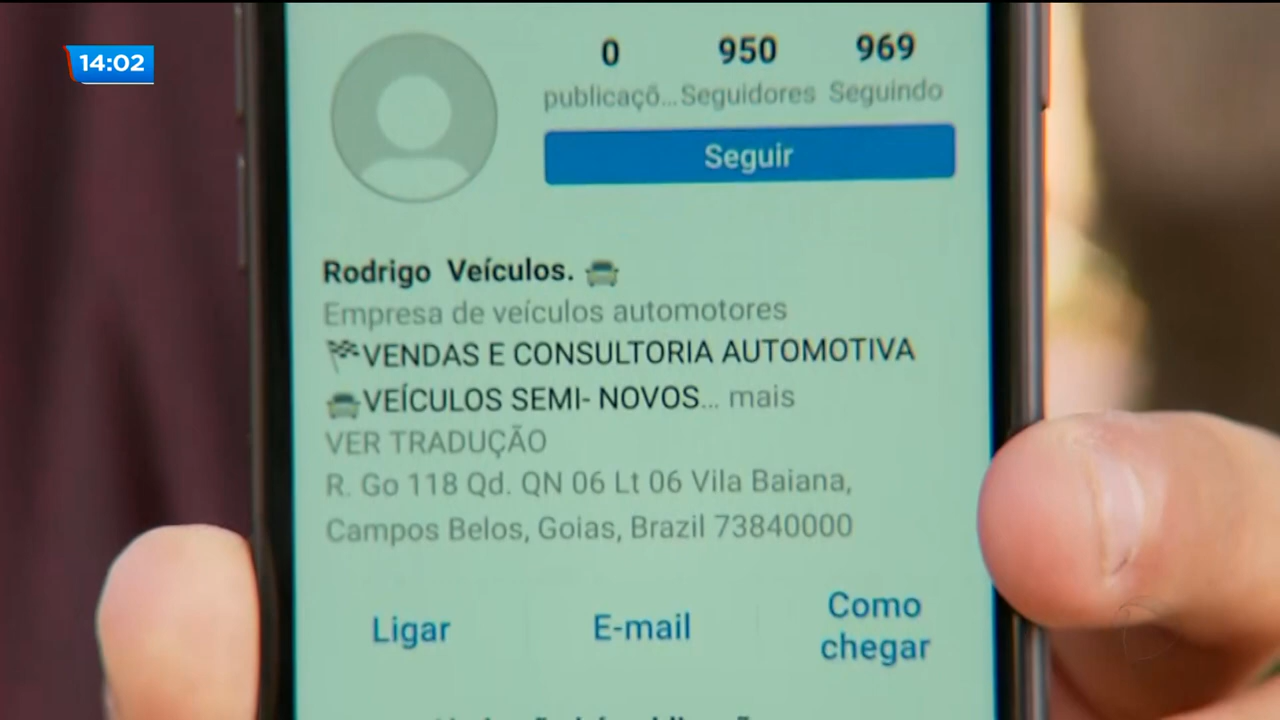 14:02
0 950 969
publicaçõ... Seguidores Seguindo
Seguir
Rodrigo Veículos.
Empresa de veículos automotores
VENDAS E CONSULTORIA AUTOMOTIVA
VEÍCULOS SEMI- NOVOS... mais
VER TRADUÇÃO
R. Go 118 Qd. QN 06 Lt 06 Vila Baiana,
Campos Belos, Goias, Brazil 73840000
Ligar
E-mail
Como
chegar